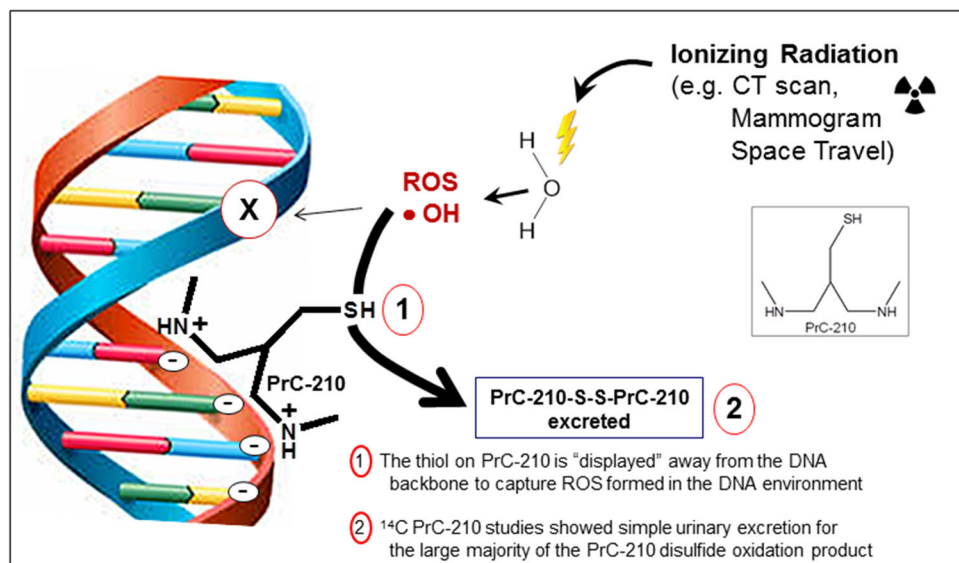 Ionizing Radiation
(e.g. CT scan,
Mammogram
Space Travel)
H
O
H
ROS
• OH
X
SH
1
HN
+
PrC-210
+
N
H
−
−
−
−
SH
HN
NH
PrC-210
PrC-210-S-S-PrC-210
excreted
2
1 The thiol on PrC-210 is “displayed” away from the DNA
backbone to capture ROS formed in the DNA environment
2 ¹⁴C PrC-210 studies showed simple urinary excretion for
the large majority of the PrC-210 disulfide oxidation product